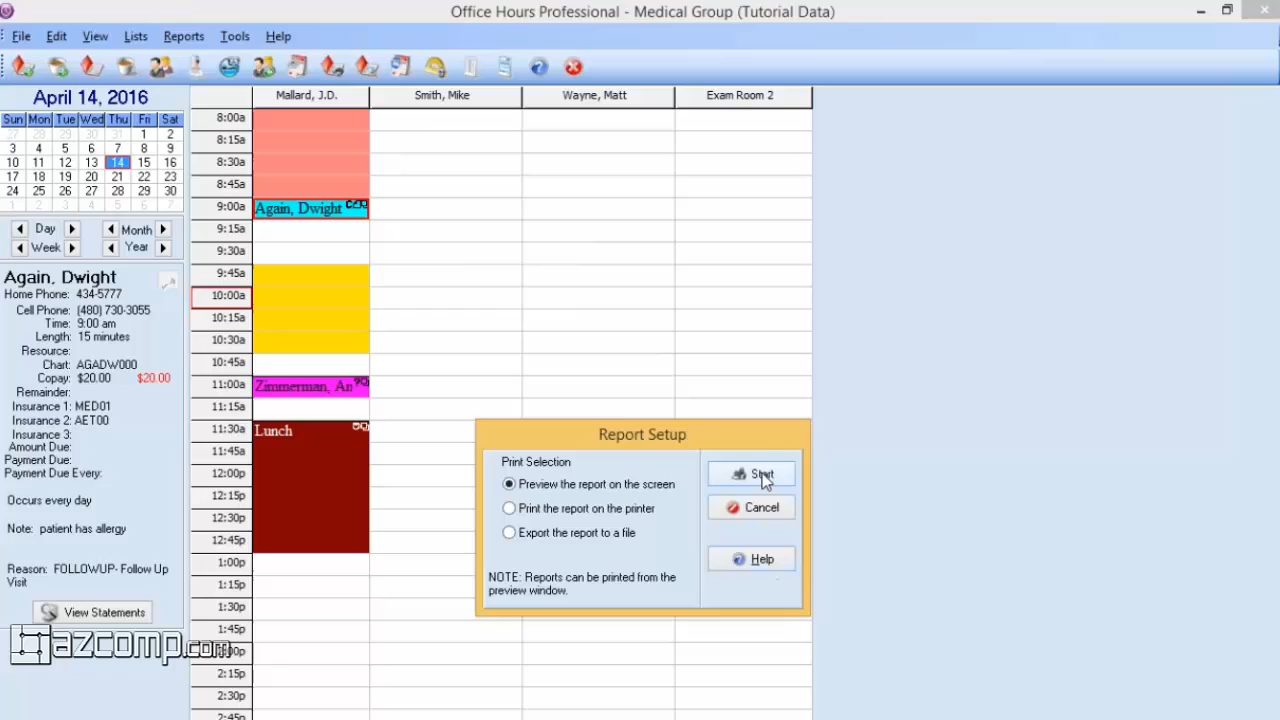 Office Hours Professional - Medical Group (Tutorial Data)
File Edit View Lists Reports Tools Help
April 14, 2016
Sun Mon Tue Wed Thu Fri Sat
27 28 29 30 31 1 2
3 4 5 6 7 8 9
10 11 12 13 14 15 16
17 18 19 20 21 22 23
24 25 26 27 28 29 30
1 2 3 4 5 6 7
Day Month
Week Year
Again, Dwight
Home Phone: 434-5777
Cell Phone: (480) 730-3055
Time: 9:00 am
Length: 15 minutes
Resource:
Chart: AGADW000
Copay: $20.00 $20.00
Remainder:
Insurance 1: MED01
Insurance 2: AET00
Insurance 3:
Amount Due:
Payment Due:
Payment Due Every:
Occurs every day
Note: patient has allergy
Reason: FOLLOWUP- Follow Up
Visit
View Statements
azcomp.com
Mallard, J.D. Smith, Mike Wayne, Matt Exam Room 2
8:00a
8:15a
8:30a
8:45a
9:00a Again, Dwight
9:15a
9:30a
9:45a
10:00a
10:15a
10:30a
10:45a
11:00a Zimmerman, An
11:15a
11:30a Lunch
11:45a
12:00p
12:15p
12:30p
12:45p
1:00p
1:15p
1:30p
1:45p
2:15p
2:30p
2:45p
Report Setup
Print Selection
Preview the report on the screen
Print the report on the printer
Export the report to a file
NOTE: Reports can be printed from the
preview window.
Start
Cancel
Help